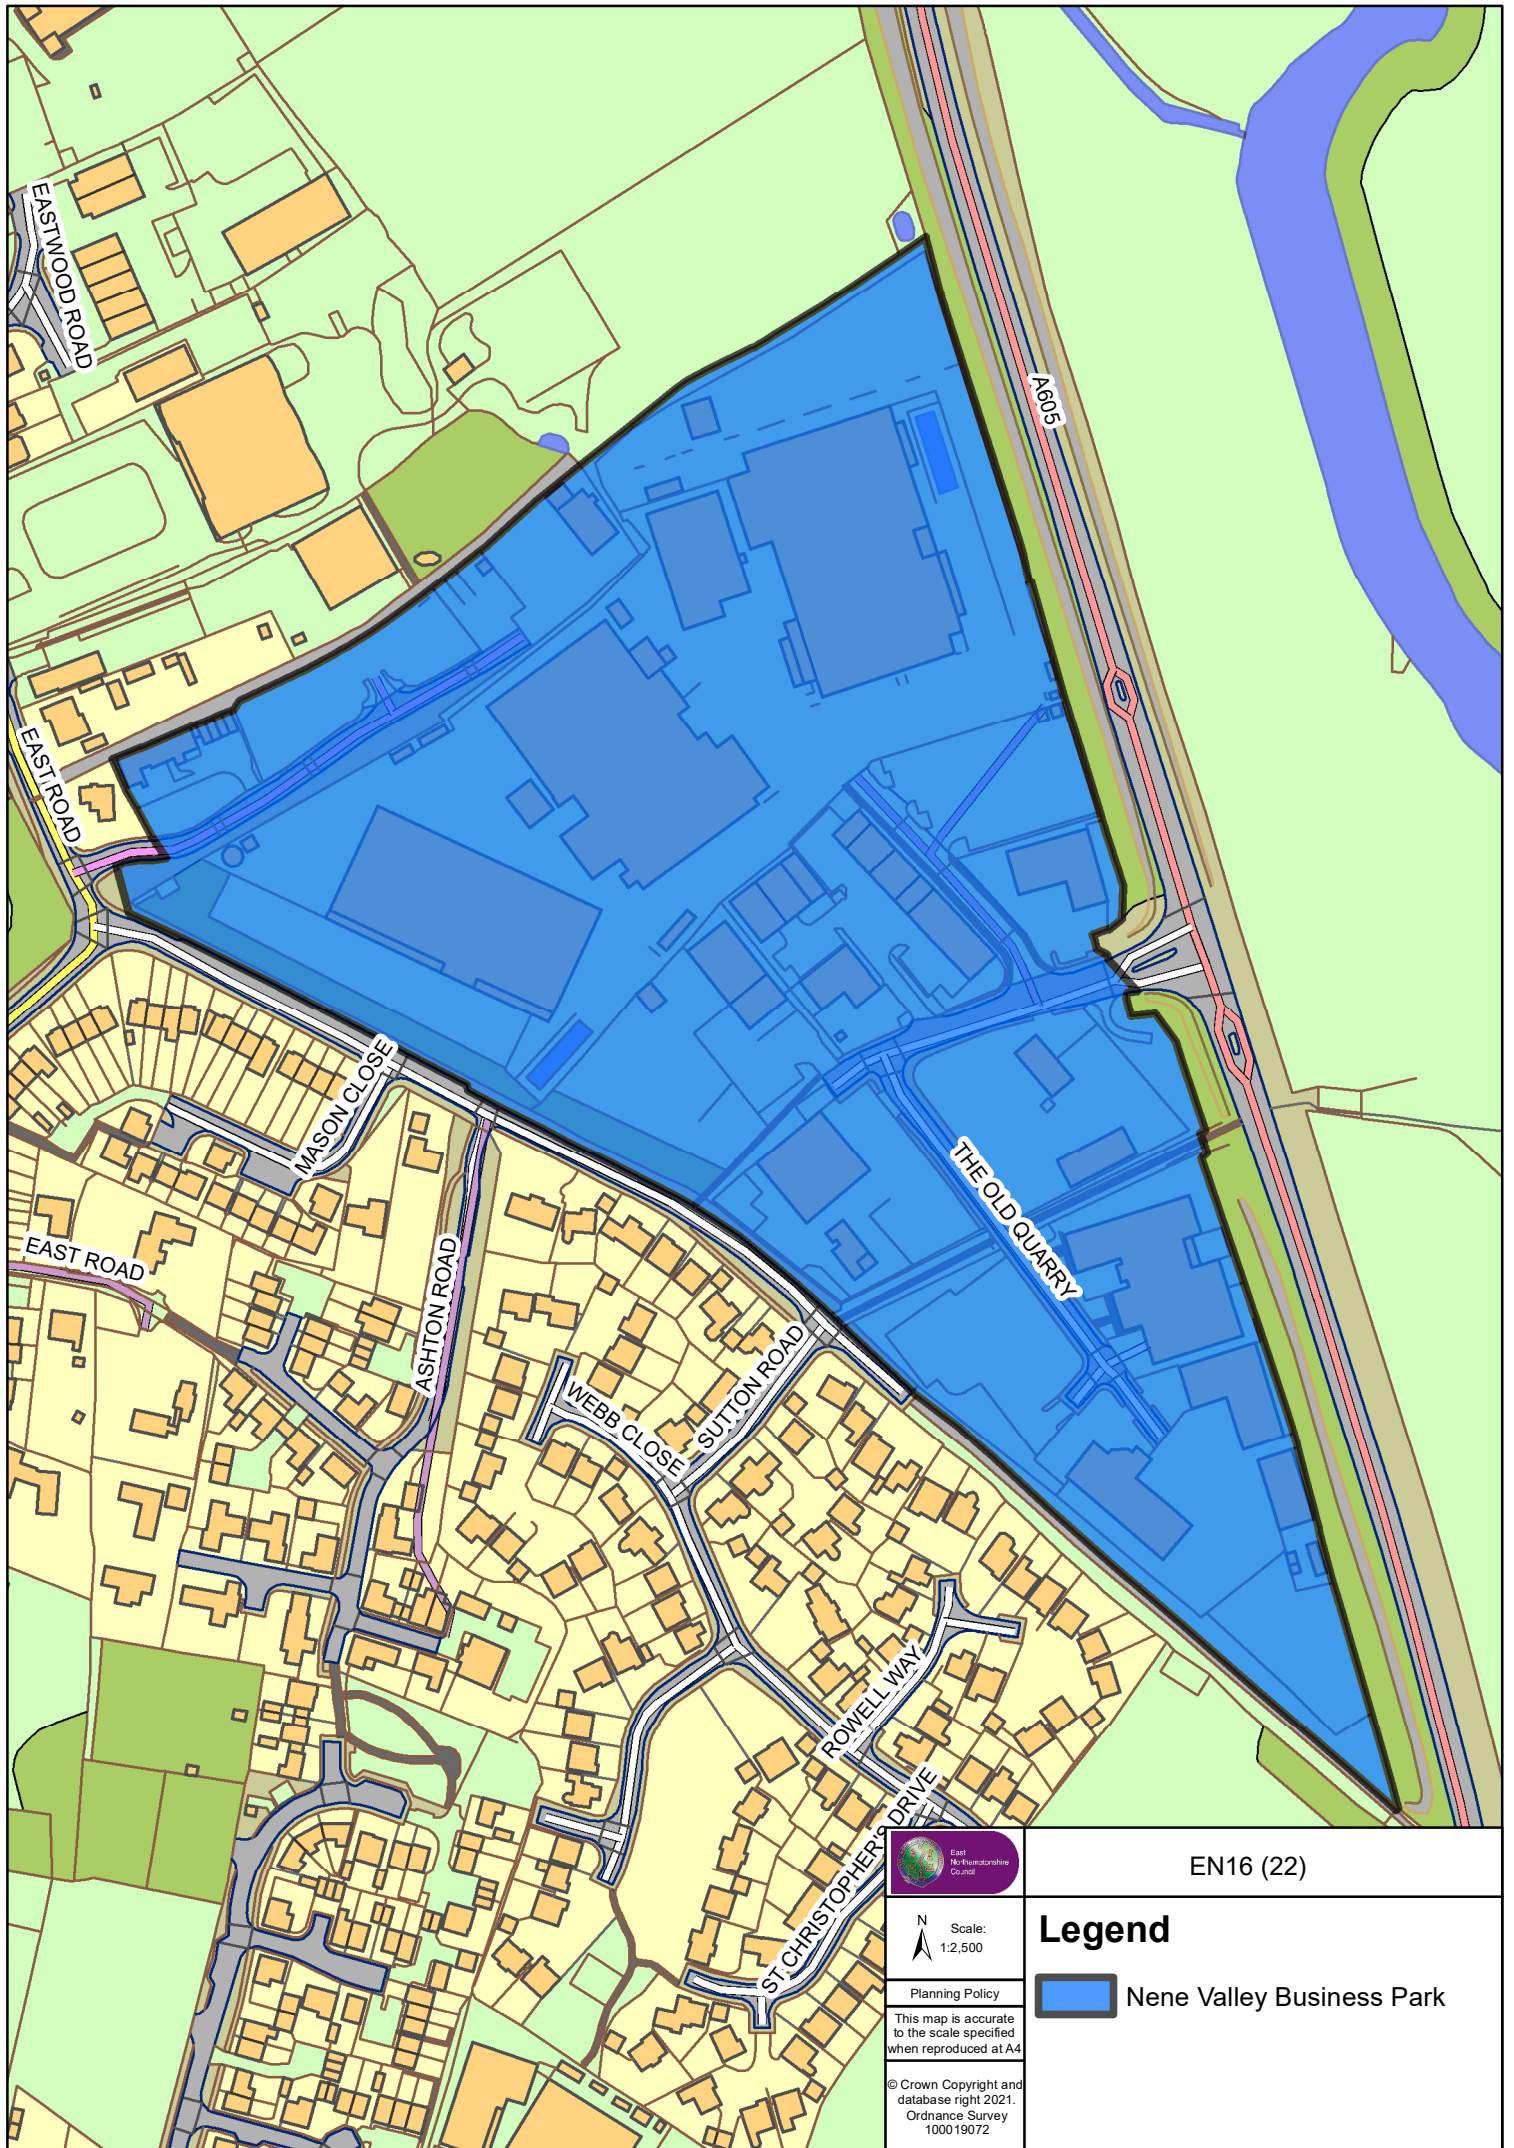 EASTWOOD ROAD
A605
EAST ROAD
MASON CLOSE
THE OLD QUARRY
EAST ROAD
ASHTON ROAD
SUTTON ROAD
WEBB CLOSE
ROWELL WAY
ST CHRISTOPHER'S DRIVE
East
Northamptonshire
Council
EN16 (22)
N
Scale:
1:2,500
Legend
Nene Valley Business Park
Planning Policy
This map is accurate
to the scale specified
when reproduced at A4
© Crown Copyright and
database right 2021.
Ordnance Survey
100019072